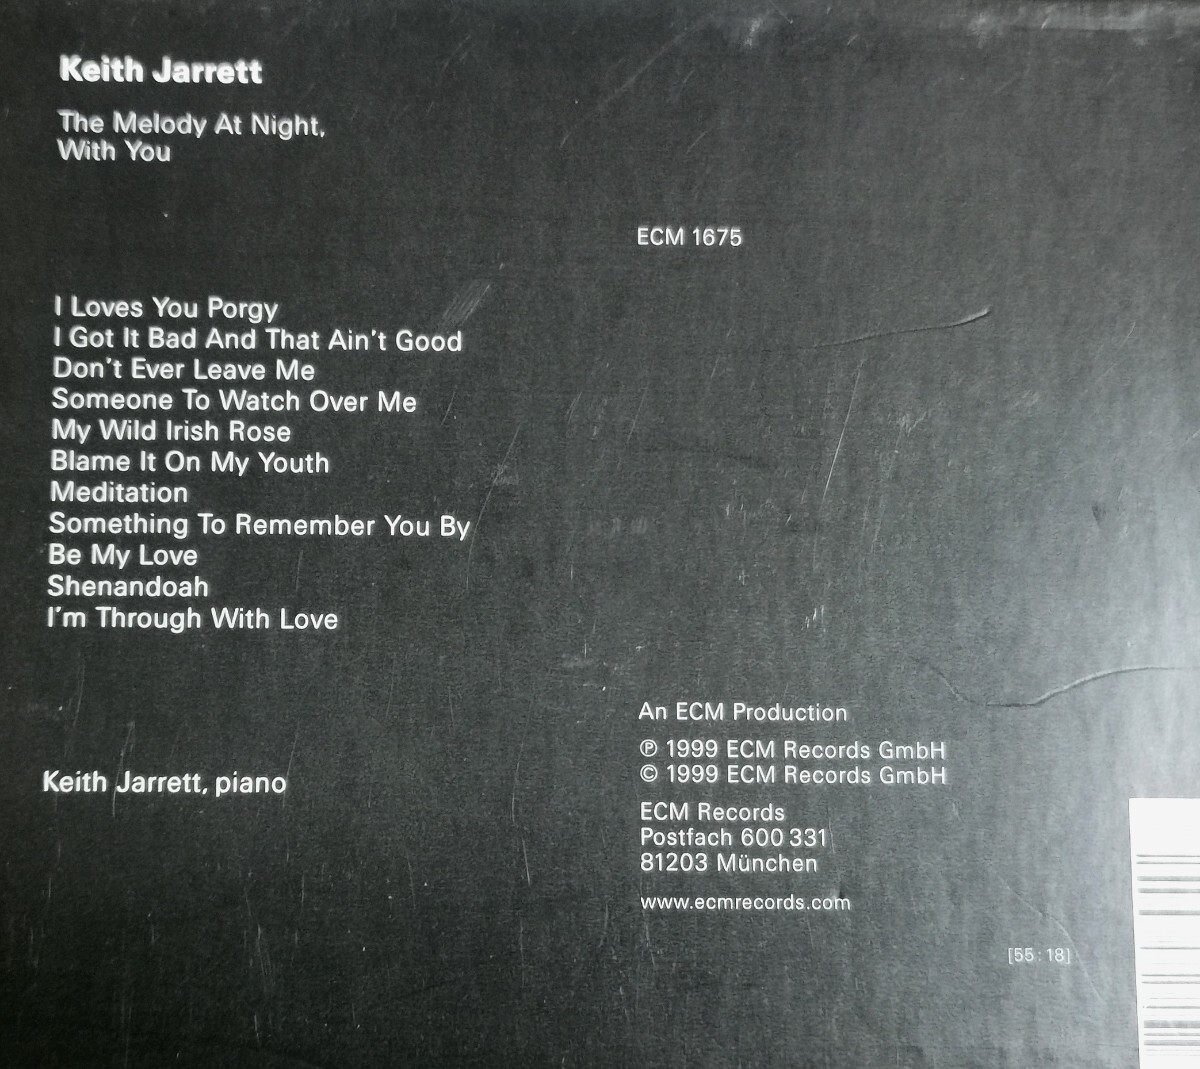 Keith Jarrett
The Melody At Night,
With You
ECM 1675
I Loves You Porgy
I Got It Bad And That Ain't Good
Don't Ever Leave Me
Someone To Watch Over Me
My Wild Irish Rose
Blame It On My Youth
Meditation
Something To Remember You By
Be My Love
Shenandoah
I'm Through With Love
Keith Jarrett, piano
An ECM Production
℗ 1999 ECM Records GmbH
© 1999 ECM Records GmbH
ECM Records
Postfach 600 331
81203 München
www.ecmrecords.com
[55:18]